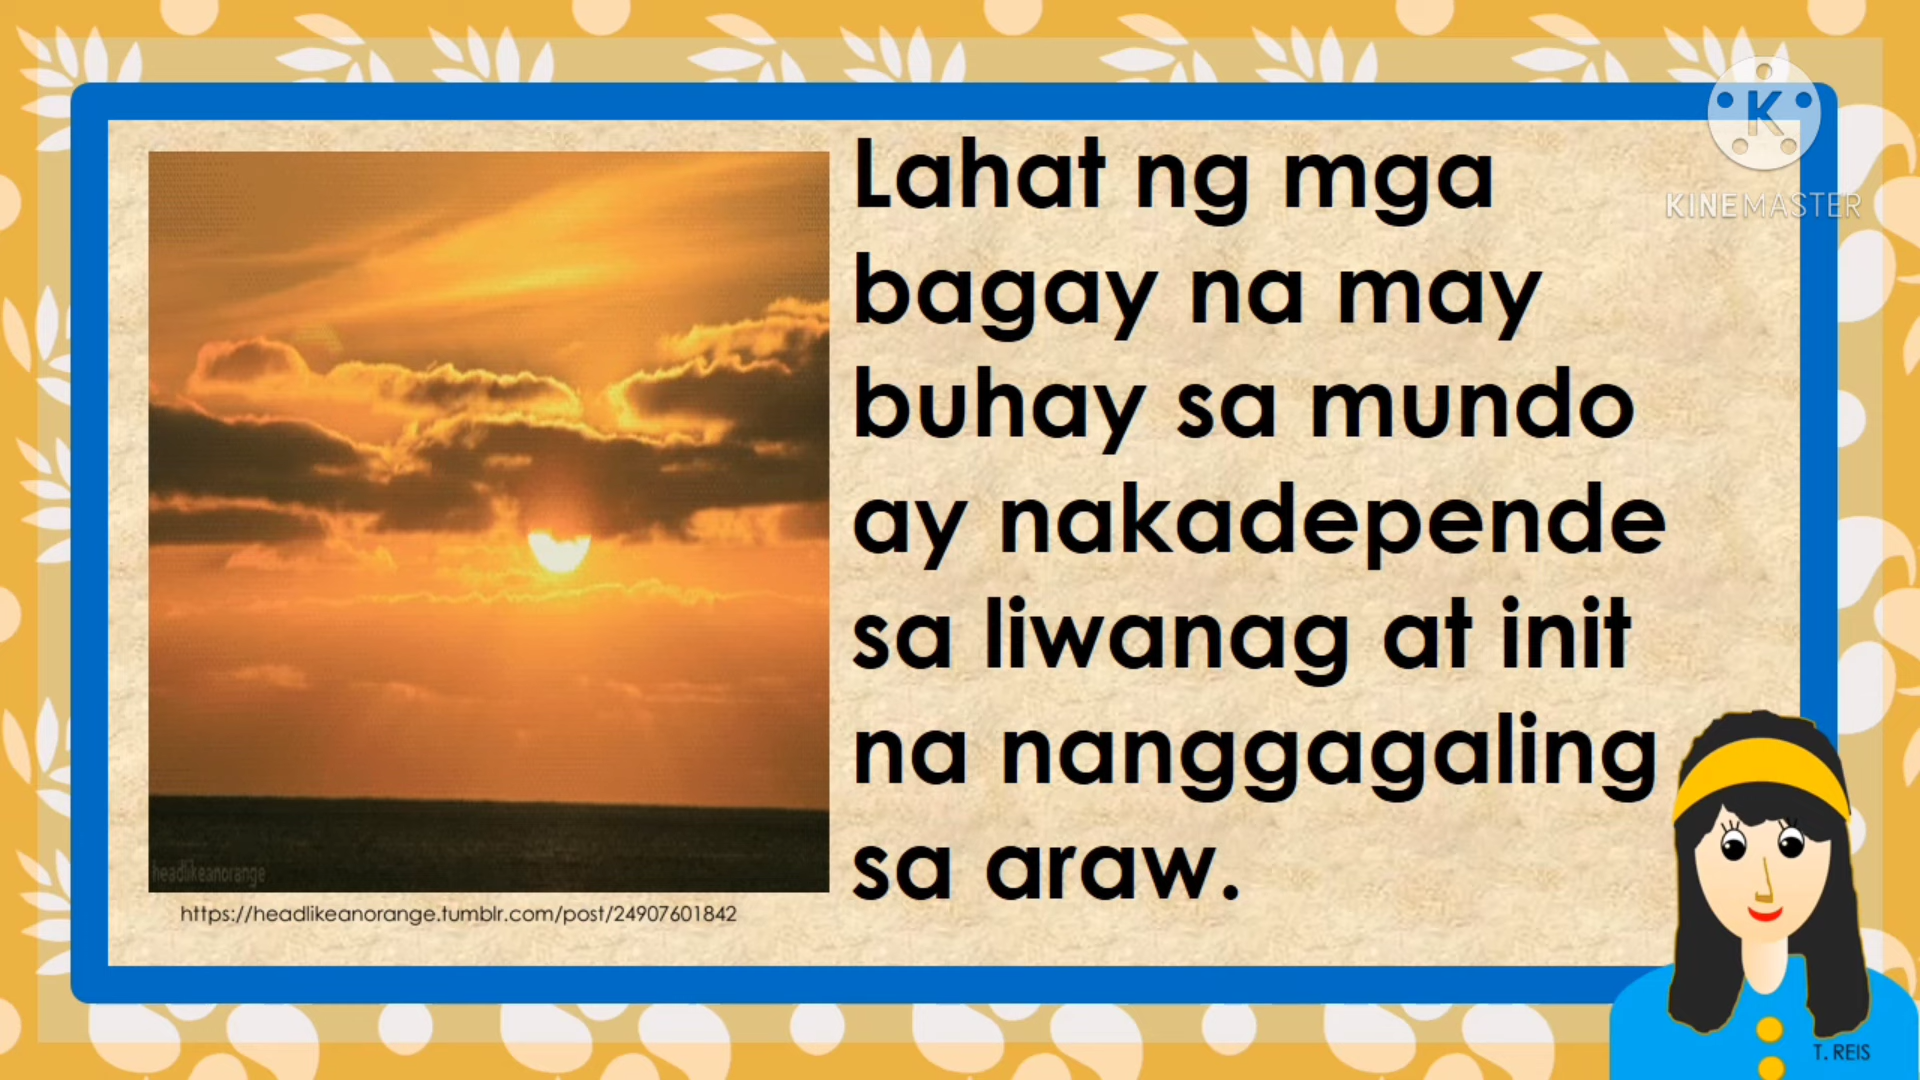 Lahat ng mga
bagay na may
buhay sa mundo
ay nakadepende
sa liwanag at init
na nanggagaling
sa araw.
headlikeanorange
https://headlikeanorange.tumblr.com/post/24907601842
K
KINEMASTER
T. REIS